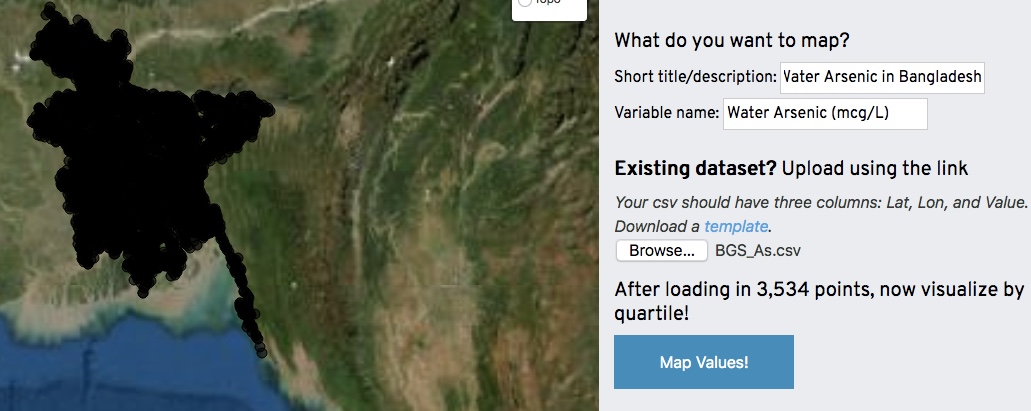 Topo
What do you want to map?
Short title/description: Water Arsenic in Bangladesh
Variable name: Water Arsenic (mcg/L)
Existing dataset? Upload using the link
Your csv should have three columns: Lat, Lon, and Value.
Download a template.
Browse... BGS_As.csv
After loading in 3,534 points, now visualize by
quartile!
Map Values!